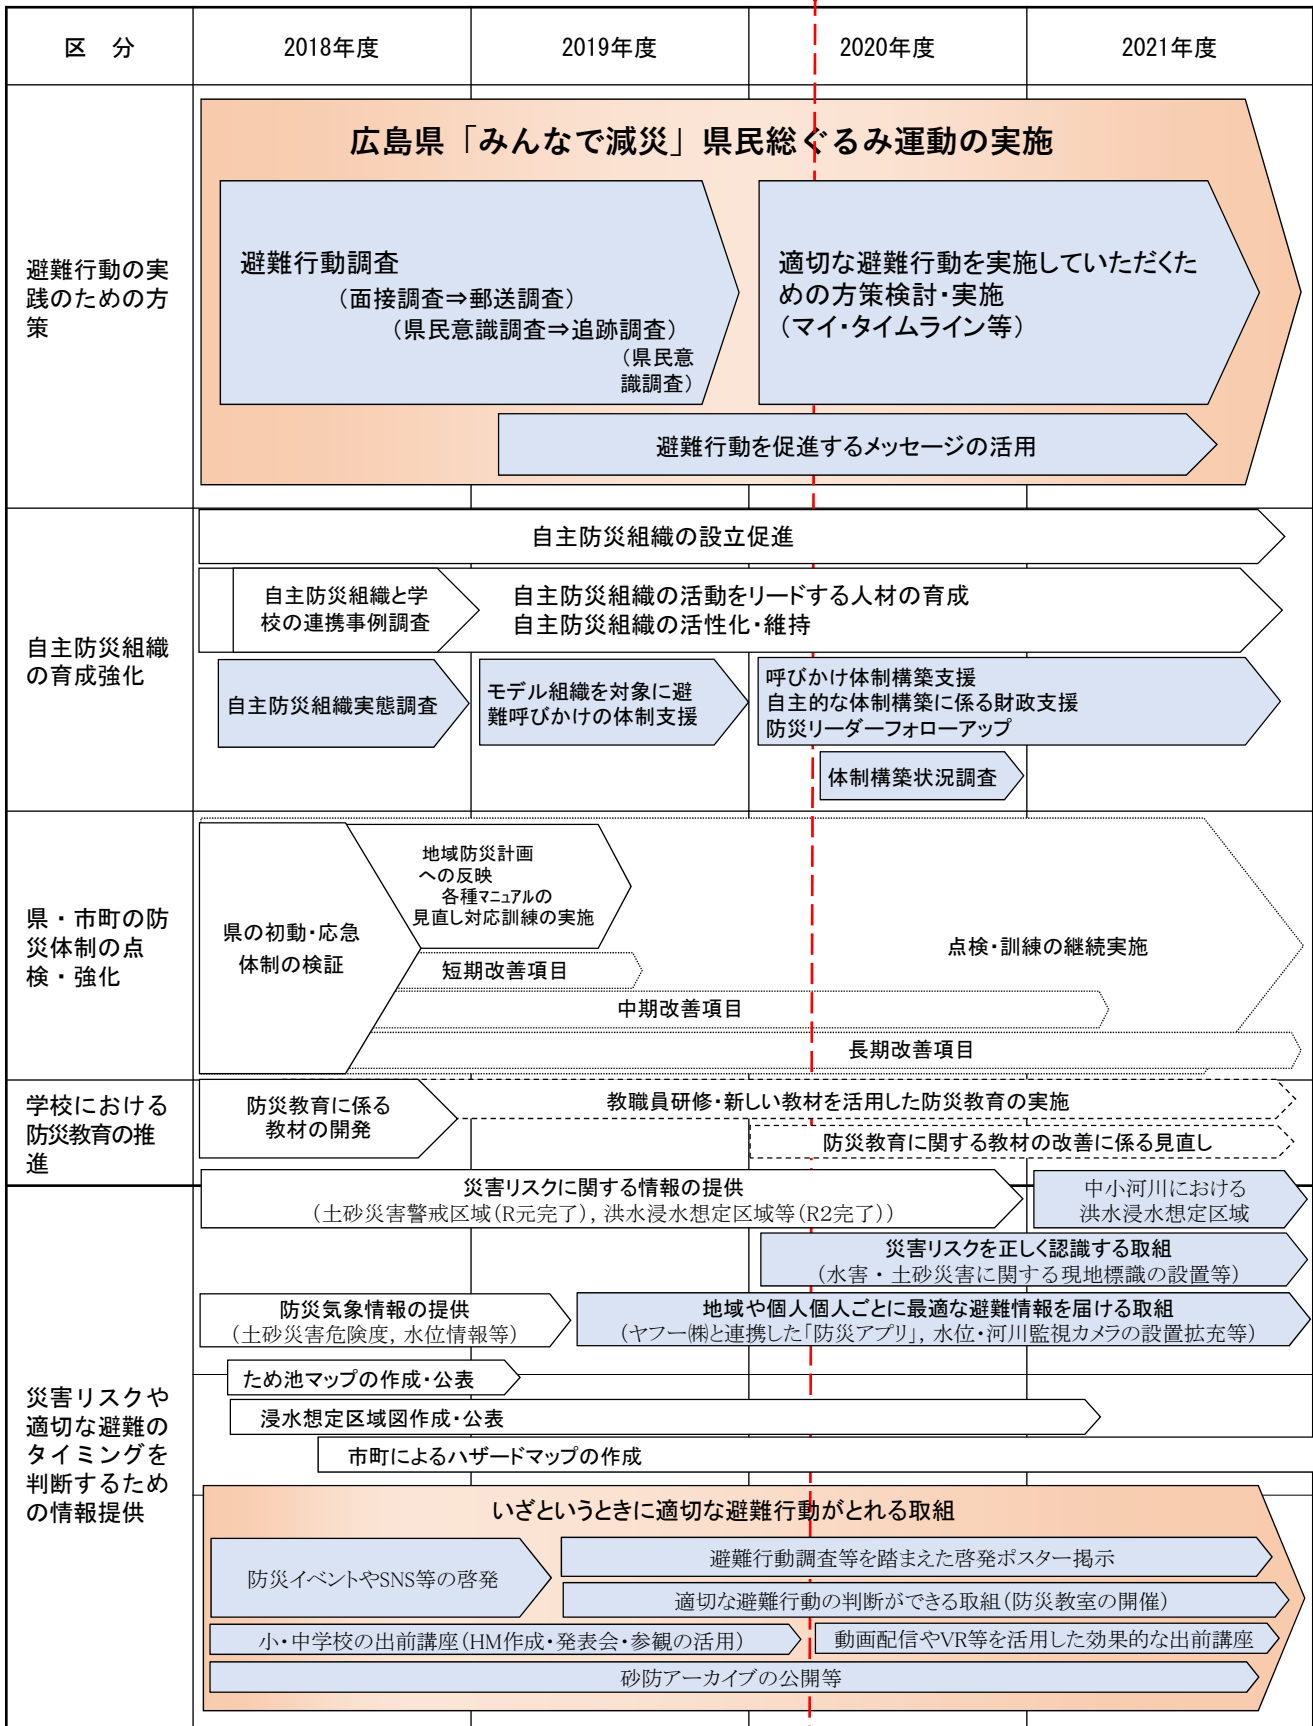 区　分
2018年度
2019年度
2020年度
2021年度
避難行動の実
践のための方
策
広島県「みんなで減災」県民総ぐるみ運動の実施
避難行動調査
（面接調査⇒郵送調査）
（県民意識調査⇒追跡調査）
（県民意
識調査）
適切な避難行動を実施していただくた
めの方策検討・実施
（マイ・タイムライン等）
避難行動を促進するメッセージの活用
自主防災組織
の育成強化
自主防災組織の設立促進
自主防災組織と学
校の連携事例調査
自主防災組織の活動をリードする人材の育成
自主防災組織の活性化・維持
自主防災組織実態調査
モデル組織を対象に避
難呼びかけの体制支援
呼びかけ体制構築支援
自主的な体制構築に係る財政支援
防災リーダーフォローアップ
体制構築状況調査
県・市町の防
災体制の点
検・強化
県の初動・応急
体制の検証
地域防災計画
への反映
各種マニュアルの
見直し対応訓練の実施
点検・訓練の継続実施
短期改善項目
中期改善項目
長期改善項目
学校における
防災教育の推
進
防災教育に係る
教材の開発
教職員研修・新しい教材を活用した防災教育の実施
防災教育に関する教材の改善に係る見直し
災害リスクや
適切な避難の
タイミングを
判断するため
の情報提供
災害リスクに関する情報の提供
（土砂災害警戒区域（R元完了），洪水浸水想定区域等（R2完了））
中小河川における
洪水浸水想定区域
災害リスクを正しく認識する取組
（水害・土砂災害に関する現地標識の設置等）
防災気象情報の提供
（土砂災害危険度，水位情報等）
地域や個人個人ごとに最適な避難情報を届ける取組
（ヤフー㈱と連携した「防災アプリ」，水位・河川監視カメラの設置拡充等）
ため池マップの作成・公表
浸水想定区域図作成・公表
市町によるハザードマップの作成
いざというときに適切な避難行動がとれる取組
防災イベントやSNS等の啓発
避難行動調査等を踏まえた啓発ポスター掲示
適切な避難行動の判断ができる取組（防災教室の開催）
小・中学校の出前講座（HM作成・発表会・参観の活用）
動画配信やVR等を活用した効果的な出前講座
砂防アーカイブの公開等